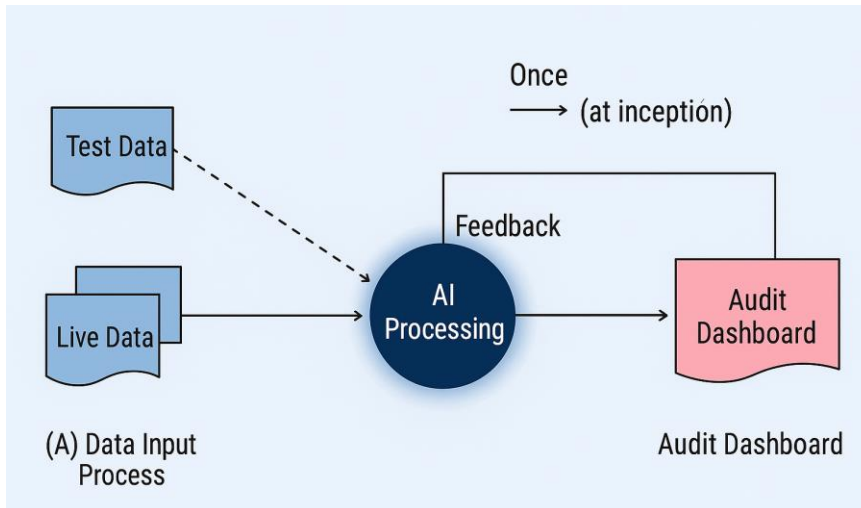 Once
(at inception)
Test Data
Feedback
AI
Processing
Live Data
Audit
Dashboard
(A) Data Input
Process
Audit Dashboard